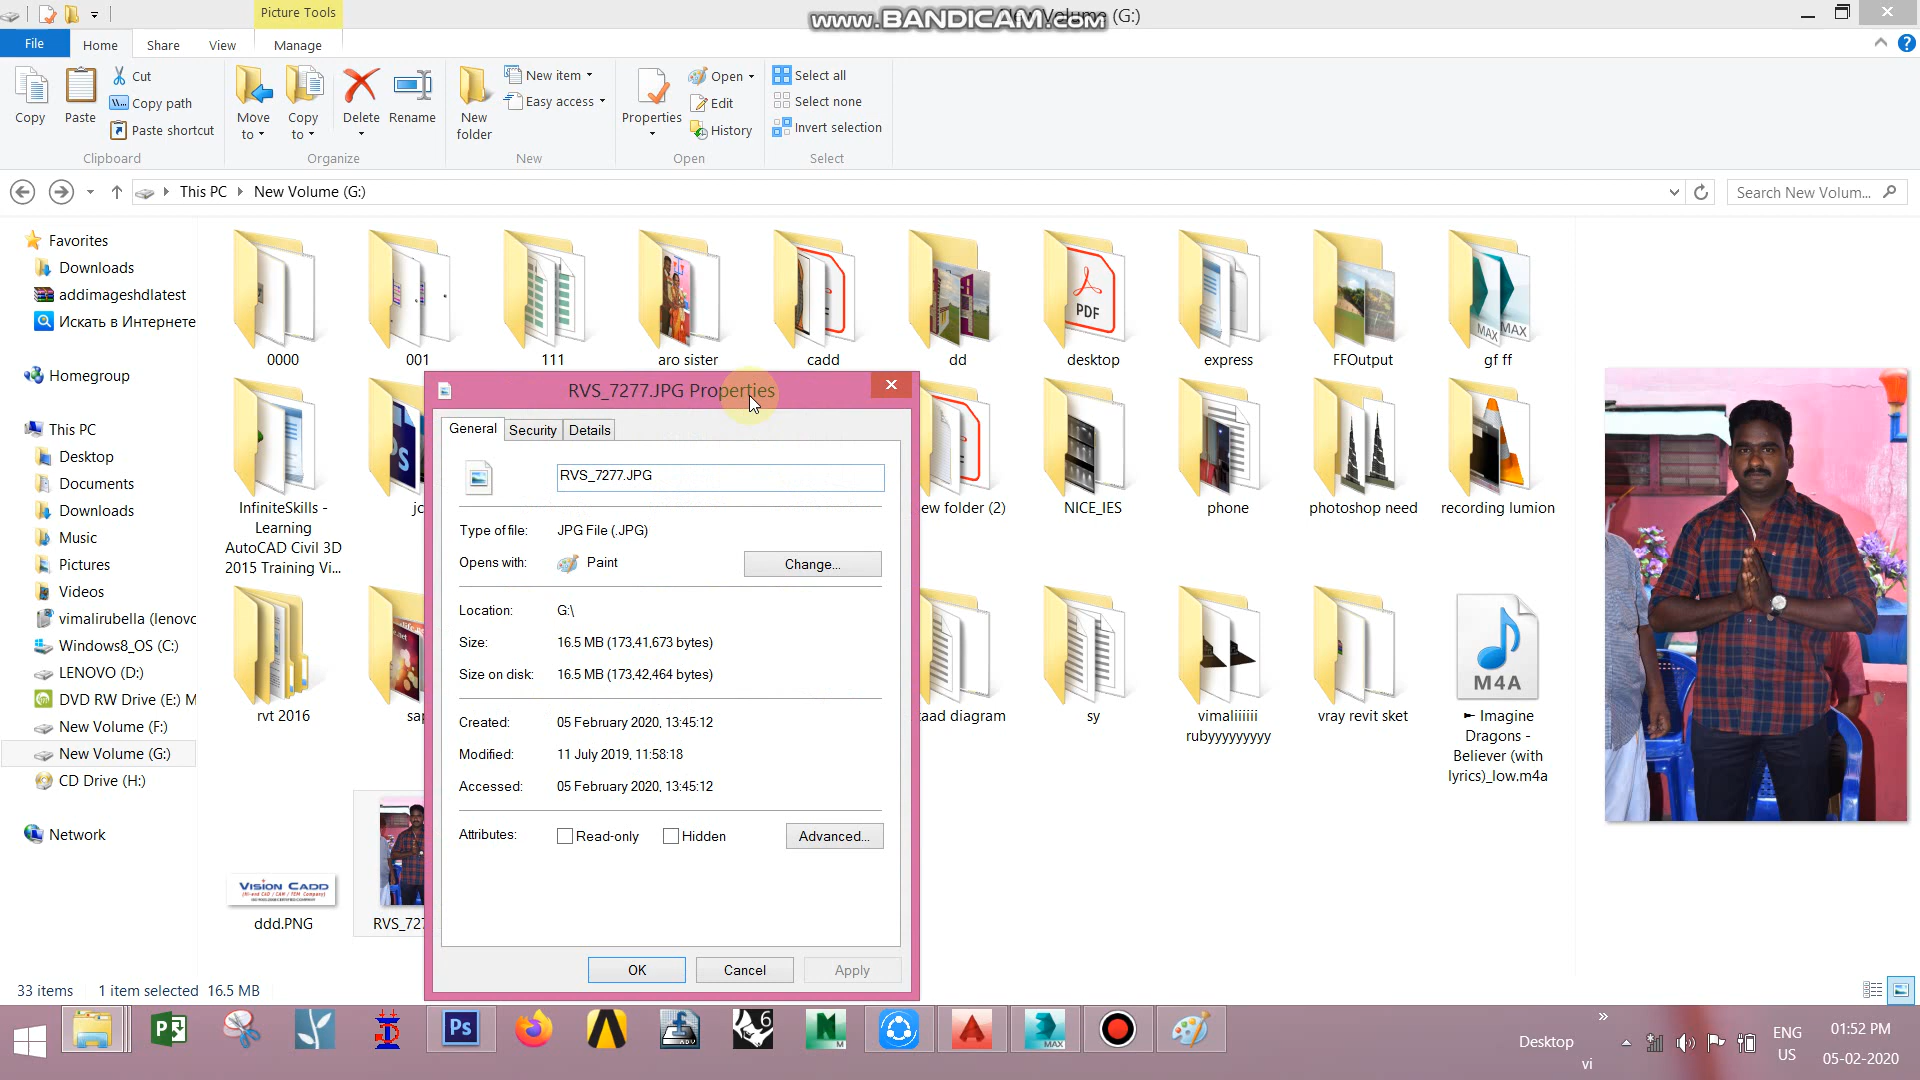 Picture Tools
www.BANDICAM.com
(G:)
File
Home
Share
View
Manage
Copy
Paste
Cut
Copy path
Paste shortcut
Clipboard
Move to
Copy to
Delete
Rename
Organize
New folder
New item
Easy access
New
Properties
Open
Edit
History
Open
Select all
Select none
Invert selection
Select
This PC
New Volume (G:)
Search New Volum...
Favorites
Downloads
addimageshdlatest
Искать в Интернете
Homegroup
This PC
Desktop
Documents
Downloads
Music
Pictures
Videos
vimalirubella (lenovo
Windows8_OS (C:)
LENOVO (D:)
DVD RW Drive (E:) M
New Volume (F:)
New Volume (G:)
CD Drive (H:)
Network
0000
001
111
aro sister
cadd
dd
PDF
desktop
express
FFOutput
MAX MAX
gf ff
InfiniteSkills -
Learning
AutoCAD Civil 3D
2015 Training Vi...
jc
ew folder (2)
NICE_IES
phone
photoshop need
recording lumion
rvt 2016
sap
taad diagram
sy
vimaliiiiii
rubyyyyyyyyy
vray revit sket
M4A
► Imagine
Dragons -
Believer (with
lyrics)_low.m4a
VISION CADD
ddd.PNG
RVS_727
RVS_7277.JPG Properties
General
Security
Details
RVS_7277.JPG
Type of file: JPG File (.JPG)
Opens with: Paint
Change...
Location: G:\
Size: 16.5 MB (173,41,673 bytes)
Size on disk: 16.5 MB (173,42,464 bytes)
Created: 05 February 2020, 13:45:12
Modified: 11 July 2019, 11:58:18
Accessed: 05 February 2020, 13:45:12
Attributes: Read-only Hidden
Advanced...
OK
Cancel
Apply
33 items 1 item selected 16.5 MB
Ps
6
M
MAX
Desktop
»
vi
ENG
US
01:52 PM
05-02-2020